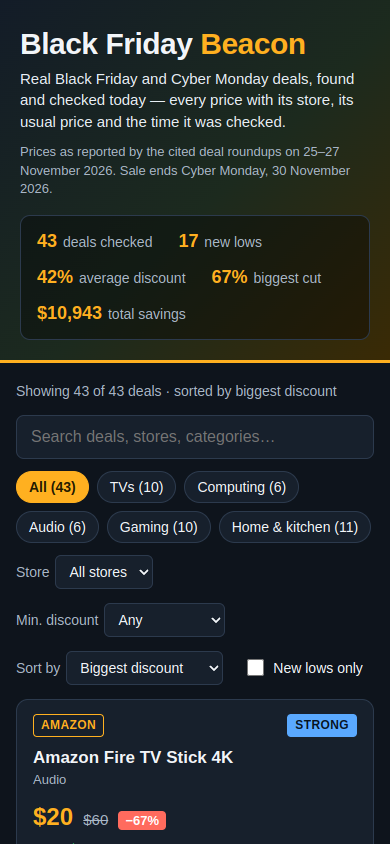 Black Friday Beacon
Real Black Friday and Cyber Monday deals, found
and checked today — every price with its store, its
usual price and the time it was checked.
Prices as reported by the cited deal roundups on 25–27
November 2026. Sale ends Cyber Monday, 30 November
2026.
43 deals checked 17 new lows
42% average discount 67% biggest cut
$10,943 total savings
Showing 43 of 43 deals · sorted by biggest discount
Search deals, stores, categories…
All (43) TVs (10) Computing (6)
Audio (6) Gaming (10) Home & kitchen (11)
Store All stores
Min. discount Any
Sort by Biggest discount New lows only
AMAZON STRONG
Amazon Fire TV Stick 4K
Audio
$20 $60 −67%